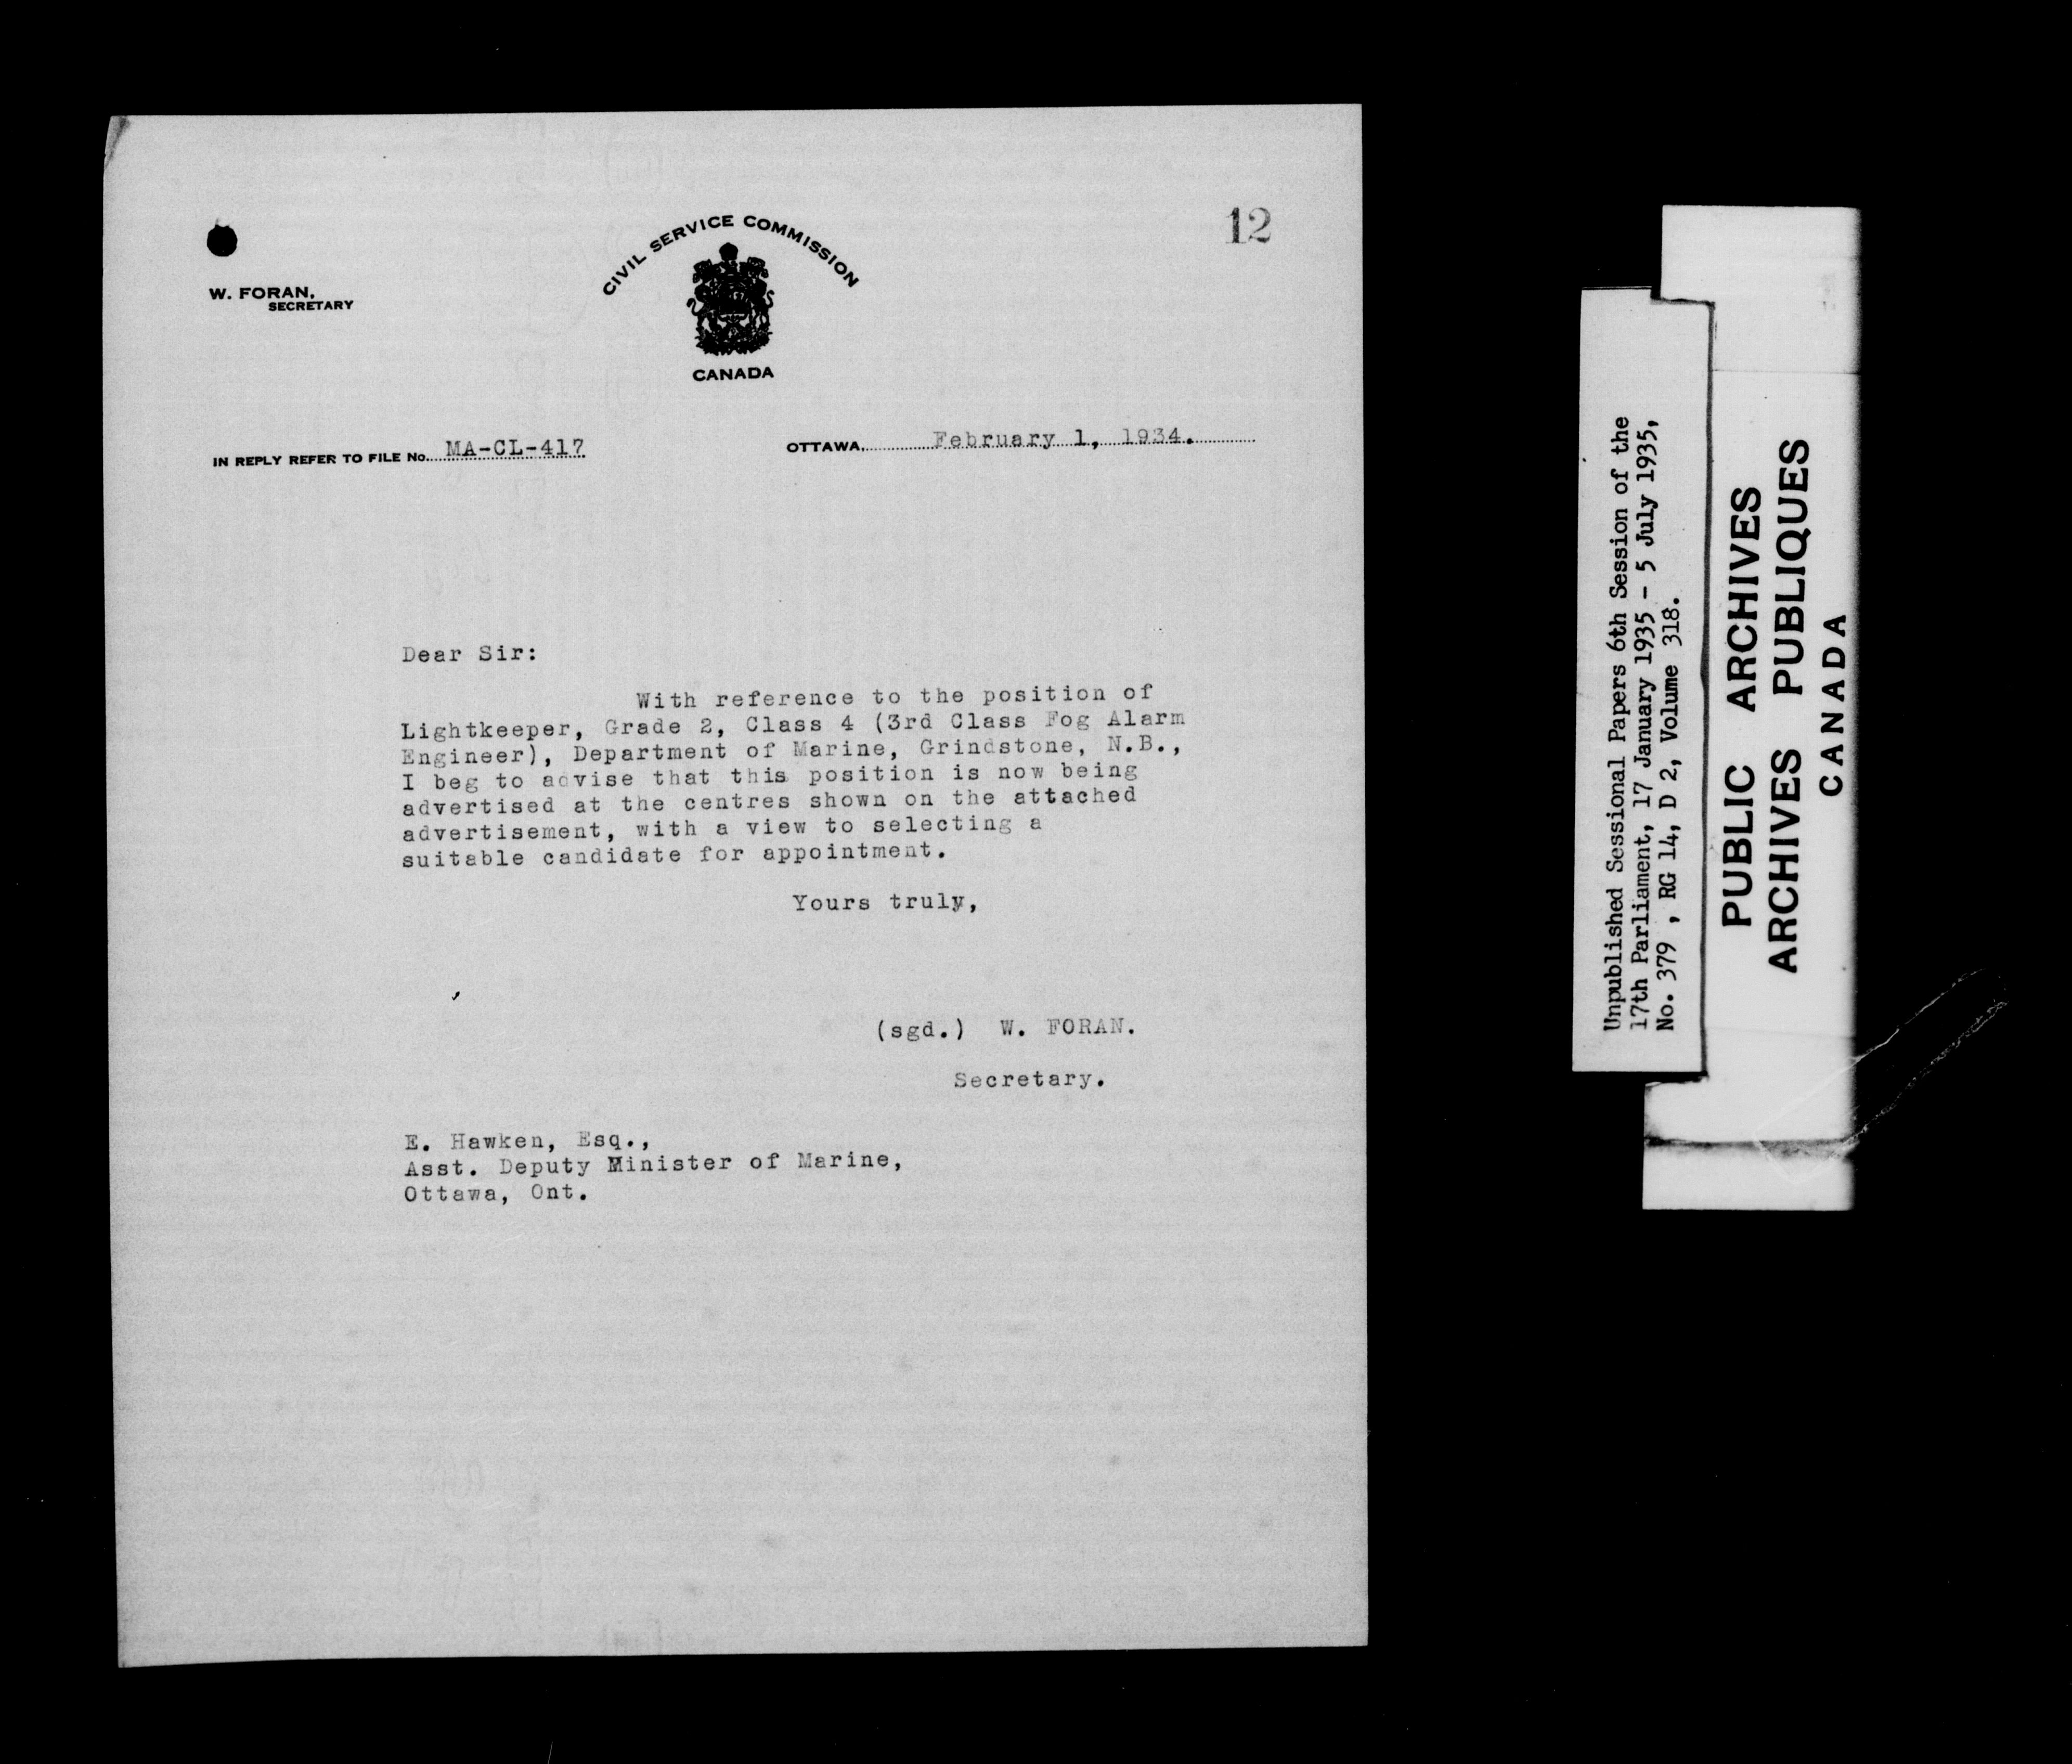 12
W. FORAN,
SECRETARY
CIVIL SERVICE COMMISSION
CANADA
IN REPLY REFER TO FILE No. MA-CL-417
OTTAWA, February 1, 1934.
Dear Sir:
With reference to the position of
Lightkeeper, Grade 2, Class 4 (3rd Class Fog Alarm
Engineer), Department of Marine, Grindstone, N.B.,
I beg to advise that this position is now being
advertised at the centres shown on the attached
advertisement, with a view to selecting a
suitable candidate for appointment.
Yours truly,
(sgd.) W. FORAN.
Secretary.
E. Hawken, Esq.,
Asst. Deputy Minister of Marine,
Ottawa, Ont.
Unpublished Sessional Papers 6th Session of the
17th Parliament, 17 January 1935 - 5 July 1935,
No. 379 , RG 14, D 2, Volume 318.
PUBLIC ARCHIVES
ARCHIVES PUBLIQUES
CANADA